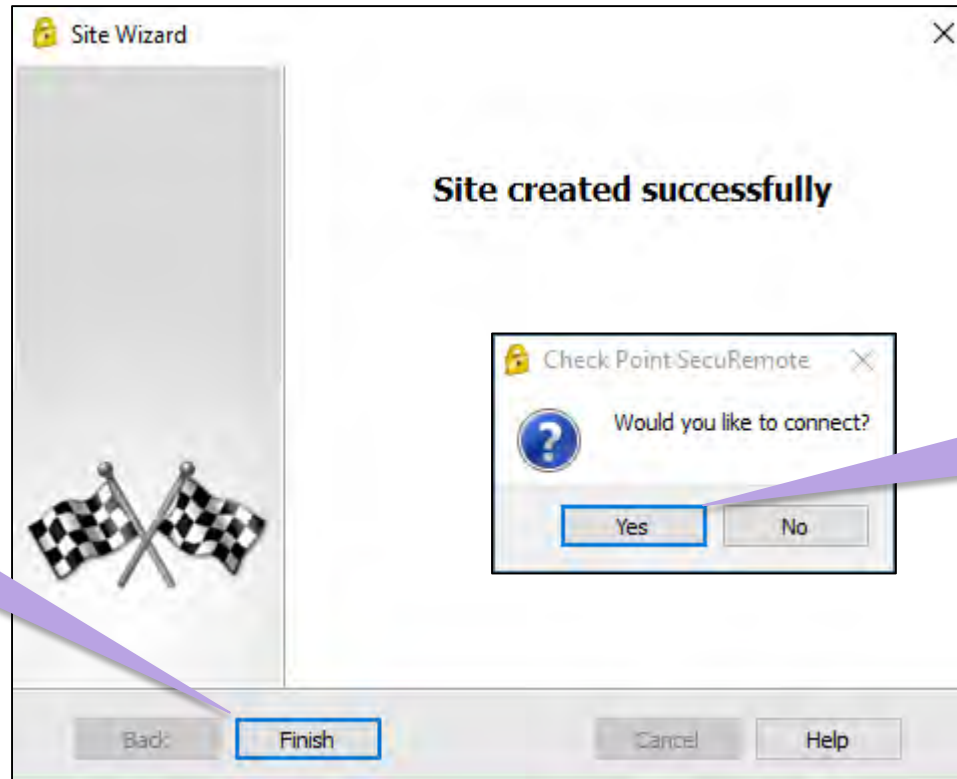 Site Wizard
Site created successfully
Check Point SecuRemote
Would you like to connect?
Yes
No
Back
Finish
Cancel
Help